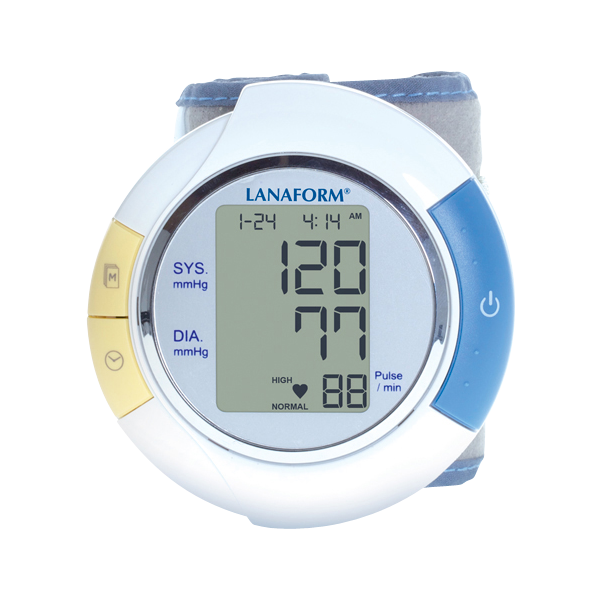 LANAFORM®
1-24 4:14 AM
SYS.
mmHg
120
DIA.
mmHg
77
M
HIGH
NORMAL
88
Pulse
/ min